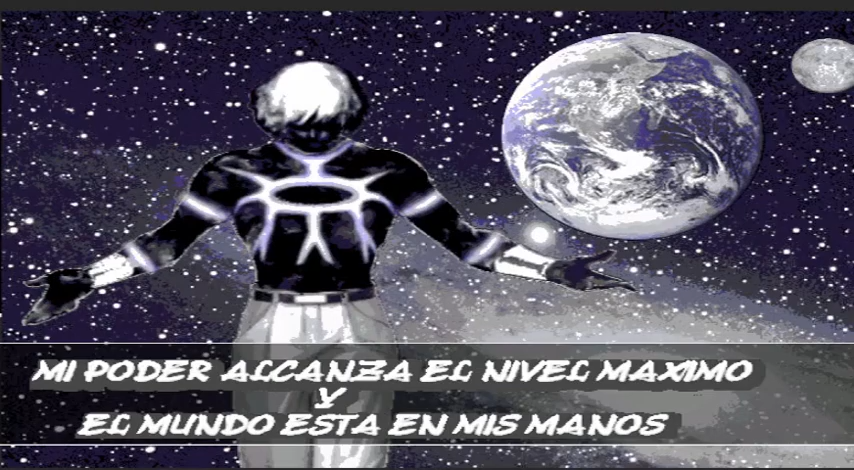 MI PODER ALCANZA EL NIVEL MAXIMO
Y
EL MUNDO ESTA EN MIS MANOS